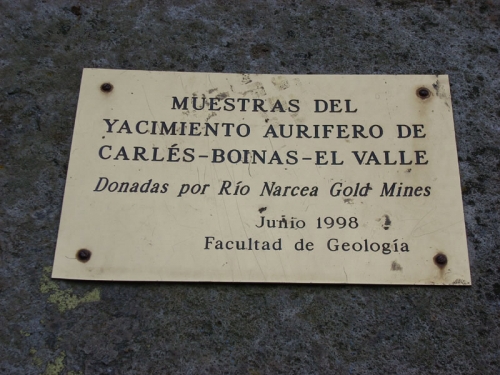 MUESTRAS DEL
YACIMIENTO AURIFERO DE
CARLÉS-BOINAS-EL VALLE
Donadas por Río Narcea Gold Mines
Junio 1998
Facultad de Geología